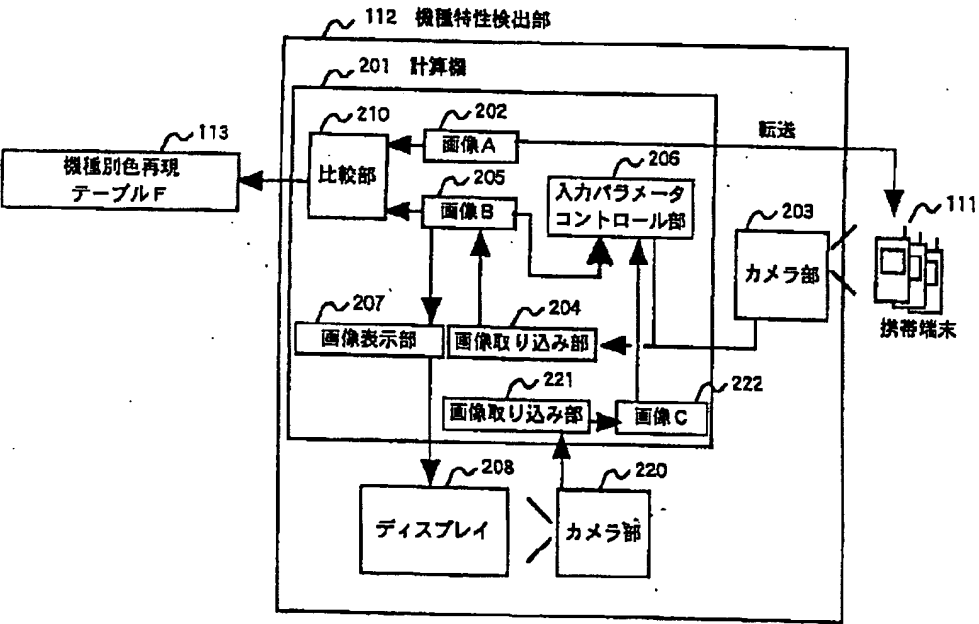 112 機種特性検出部
201 計算機
210
202
画像A
転送
113
機種別色再現
テーブルF
比較部
205
画像B
206
入力パラメータ
コントロール部
203
カメラ部
111
携帯端末
207
画像表示部
204
画像取り込み部
221
画像取り込み部
222
画像C
208
ディスプレイ
220
カメラ部